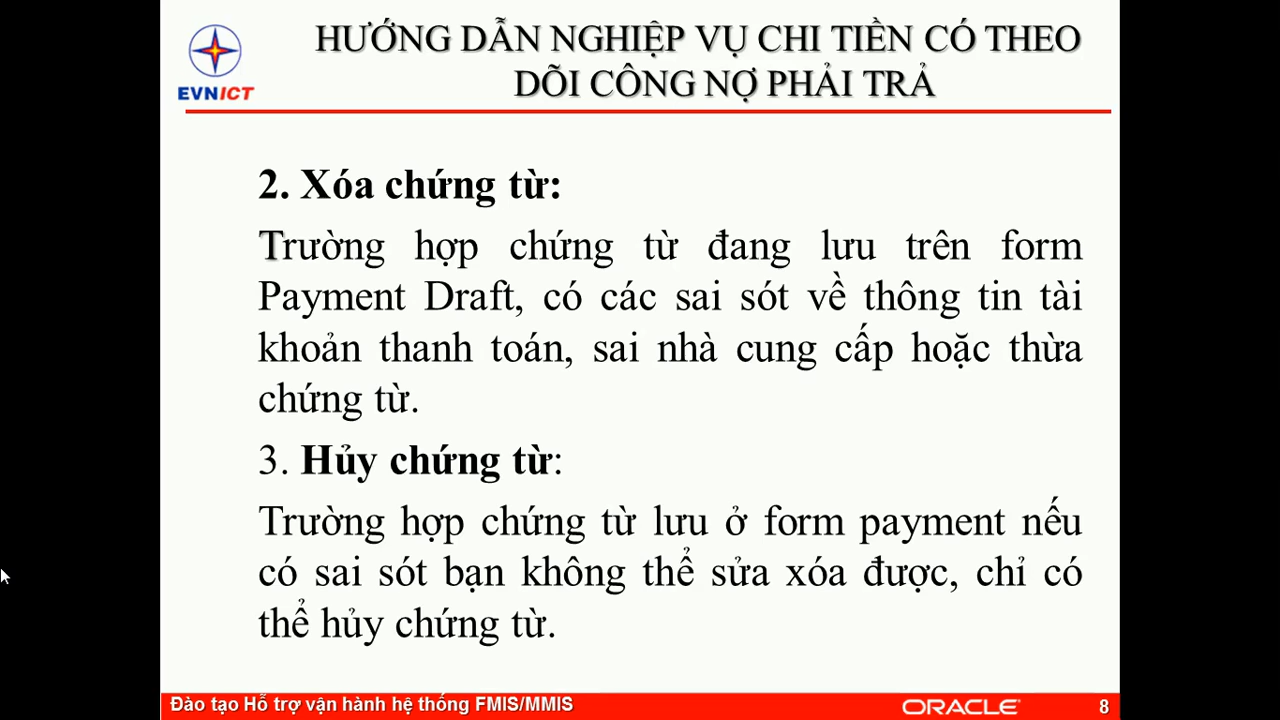 HƯỚNG DẪN NGHIỆP VỤ CHI TIỀN CÓ THEO
DÕI CÔNG NỢ PHẢI TRẢ
EVNICT
2. Xóa chứng từ:
Trường hợp chứng từ đang lưu trên form
Payment Draft, có các sai sót về thông tin tài
khoản thanh toán, sai nhà cung cấp hoặc thừa
chứng từ.
3. Hủy chứng từ:
Trường hợp chứng từ lưu ở form payment nếu
có sai sót bạn không thể sửa xóa được, chỉ có
thể hủy chứng từ.
Đào tạo Hỗ trợ vận hành hệ thống FMIS/MMIS
ORACLE
8